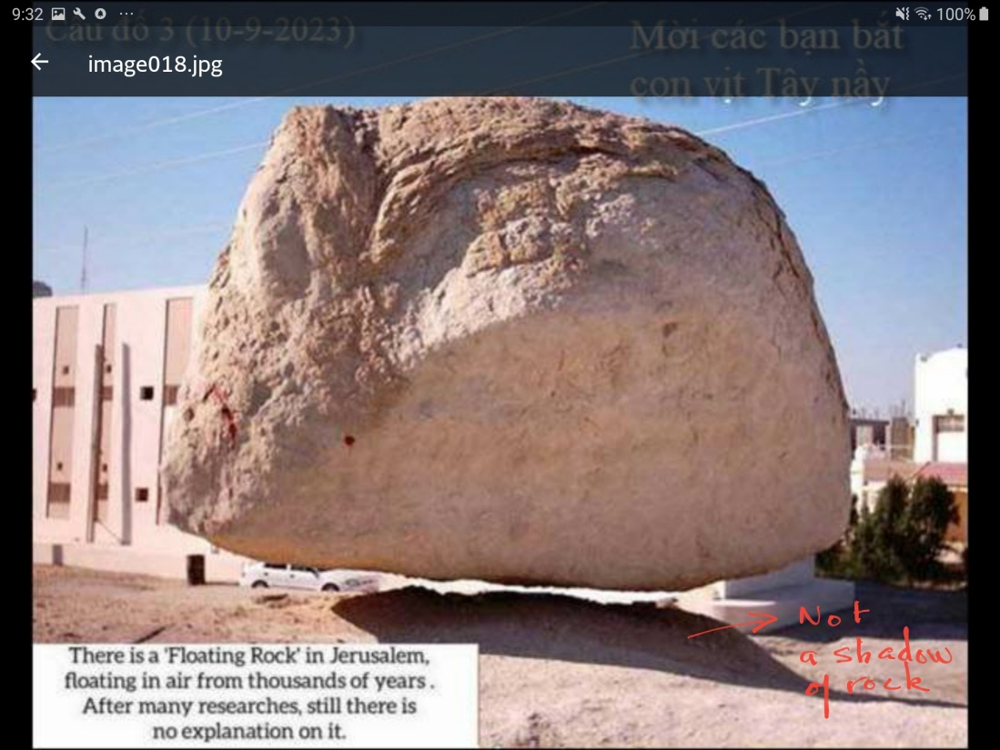 9:32 100%
Câu đố 3 (10-9-2023)
Mời các bạn bắt
con vịt Tây nầy
image018.jpg
There is a 'Floating Rock' in Jerusalem,
floating in air from thousands of years .
After many researches, still there is
no explanation on it.
Not
a shadow
of rock